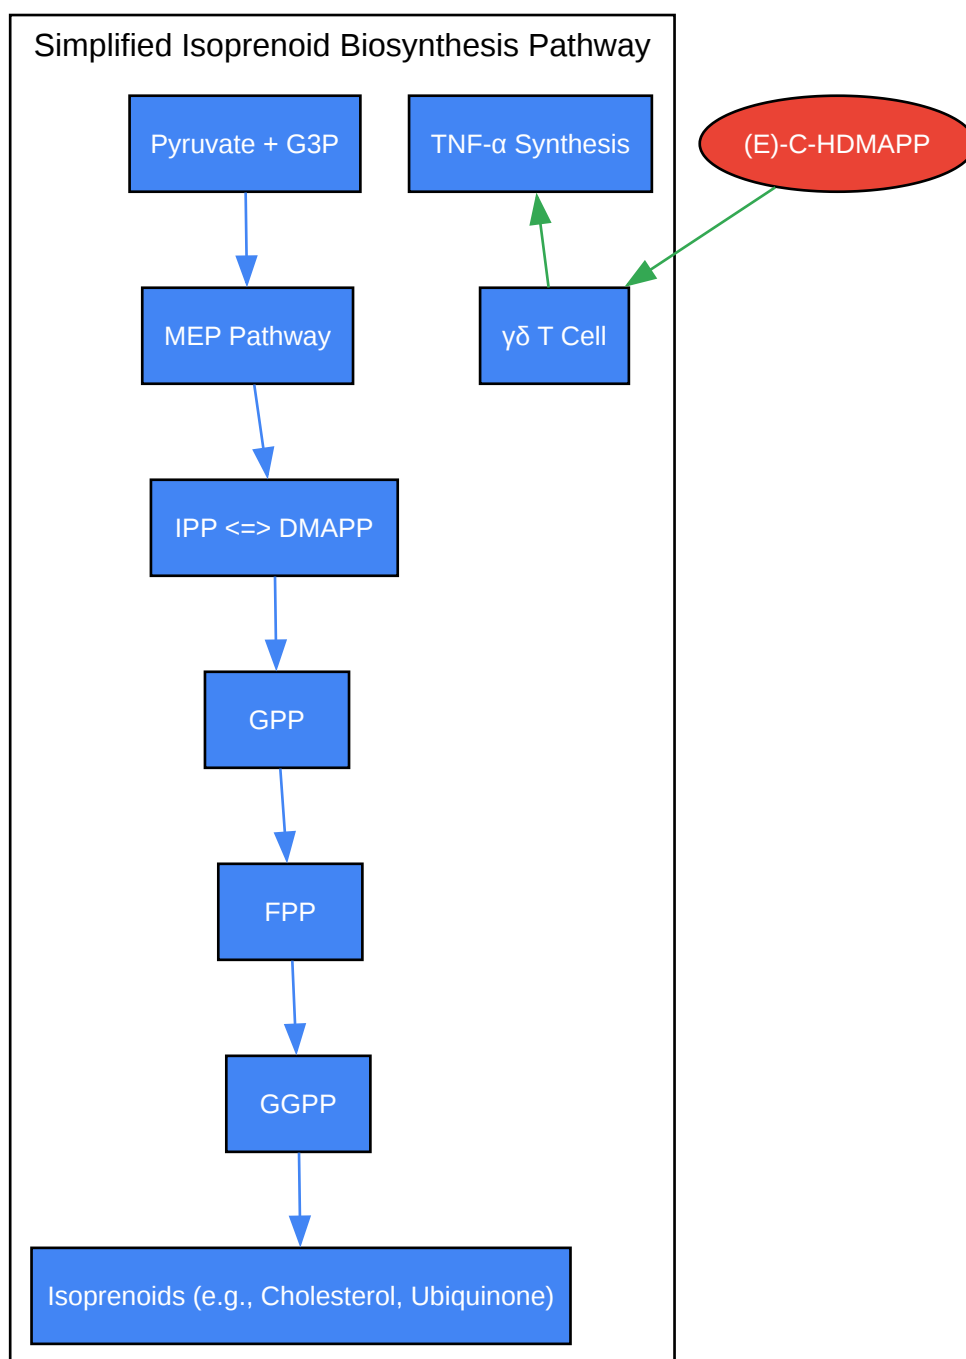 Simplified Isoprenoid Biosynthesis Pathway
Pyruvate + G3P
TNF-α Synthesis
(E)-C-HDMAPP
MEP Pathway
γδ T Cell
IPP <=> DMAPP
GPP
FPP
GGPP
Isoprenoids (e.g., Cholesterol, Ubiquinone)